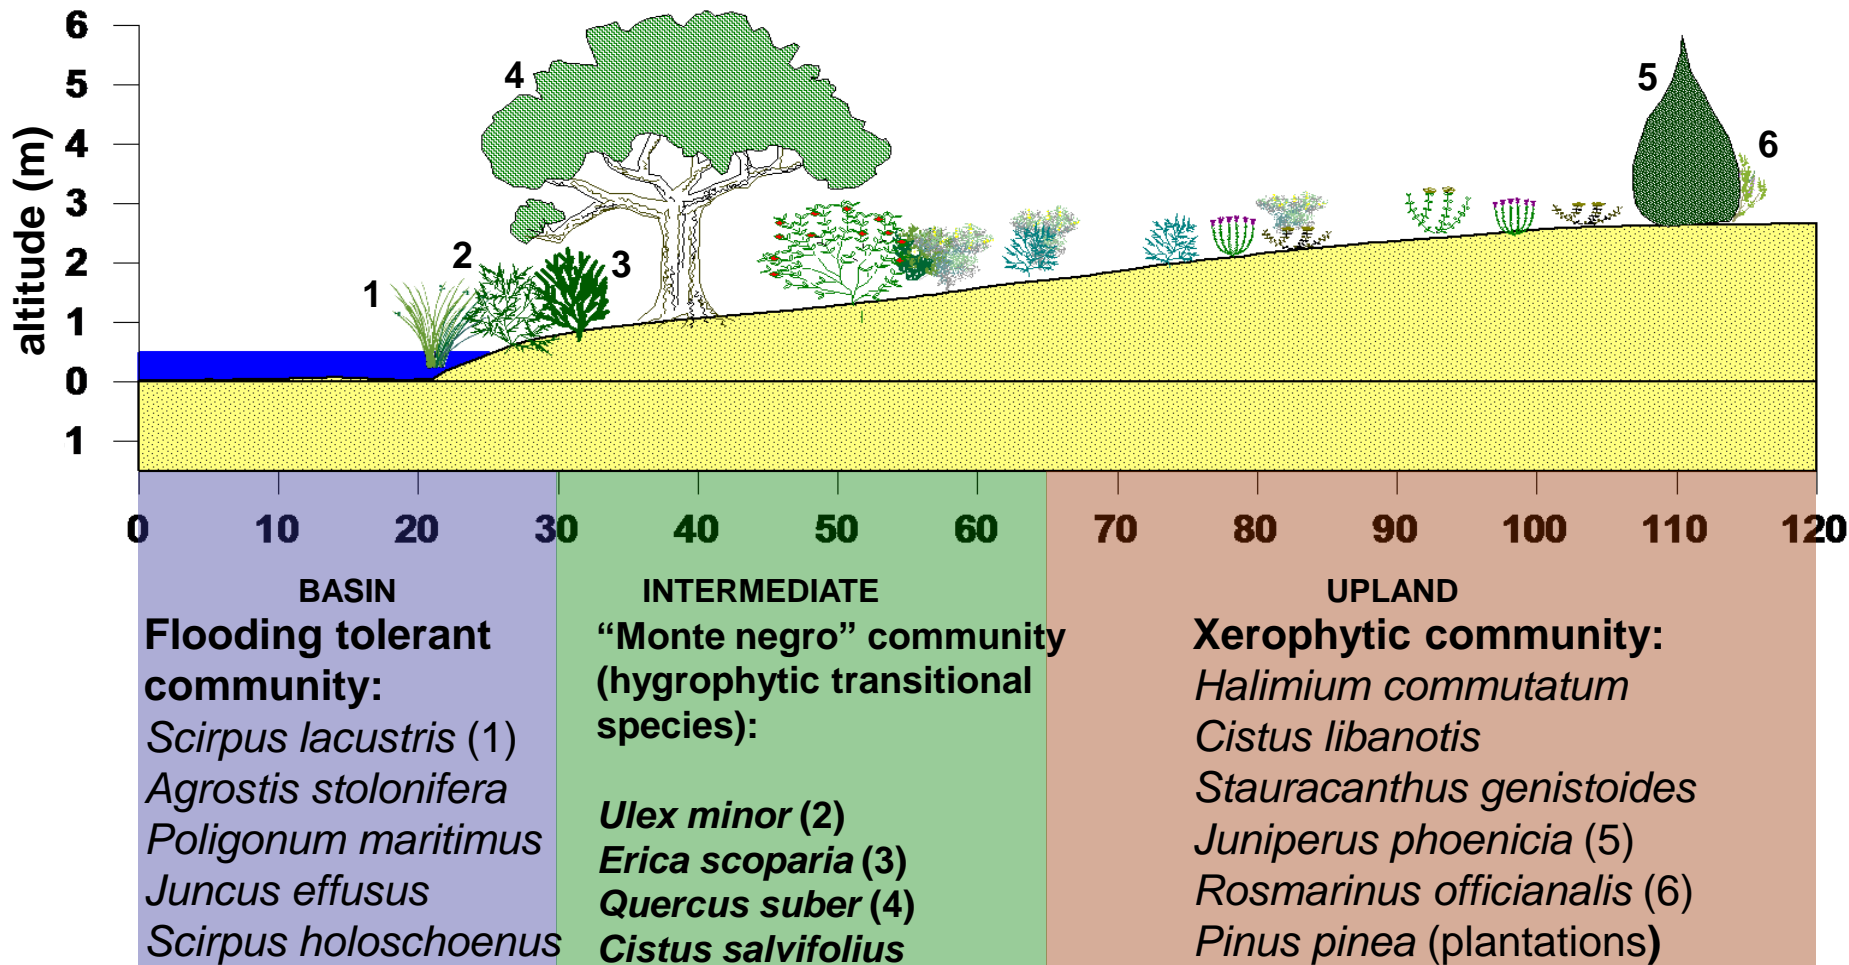 altitude (m)
6
5
4
3
2
1
0
1
1
2
3
4
5
6
0 10 20 30 40 50 60 70 80 90 100 110 120
BASIN
Flooding tolerant
community:
Scirpus lacustris (1)
Agrostis stolonifera
Poligonum maritimus
Juncus effusus
Scirpus holoschoenus
INTERMEDIATE
“Monte negro” community
(hygrophytic transitional
species):
Ulex minor (2)
Erica scoparia (3)
Quercus suber (4)
Cistus salvifolius
UPLAND
Xerophytic community:
Halimium commutatum
Cistus libanotis
Stauracanthus genistoides
Juniperus phoenicia (5)
Rosmarinus officianalis (6)
Pinus pinea (plantations)